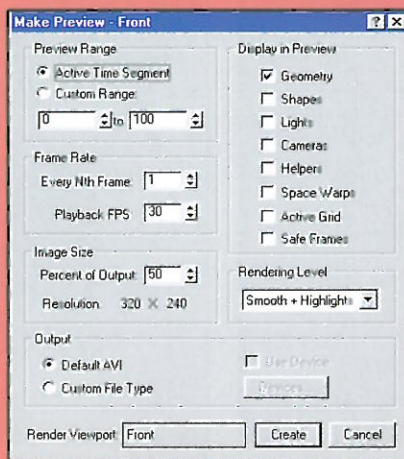 Make Preview - Front
Preview Range
Active Time Segment
Custom Range:
0 to 100
Frame Rate
Every Nth Frame: 1
Playback FPS: 30
Image Size
Percent of Output: 50
Resolution: 320 X 240
Display in Preview
Geometry
Shapes
Lights
Cameras
Helpers
Space Warps
Active Grid
Safe Frames
Rendering Level
Smooth + Highlights
Output
Default AVI
Custom File Type
Use Device
Devices...
Render Viewport: Front
Create
Cancel